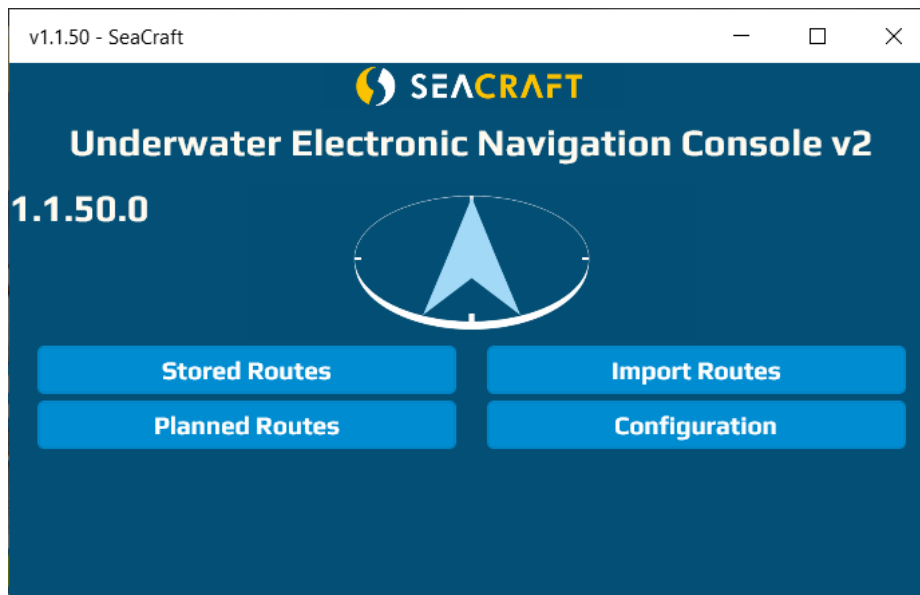 v1.1.50 - SeaCraft
SEACRAFT
Underwater Electronic Navigation Console v2
1.1.50.0
Stored Routes
Import Routes
Planned Routes
Configuration